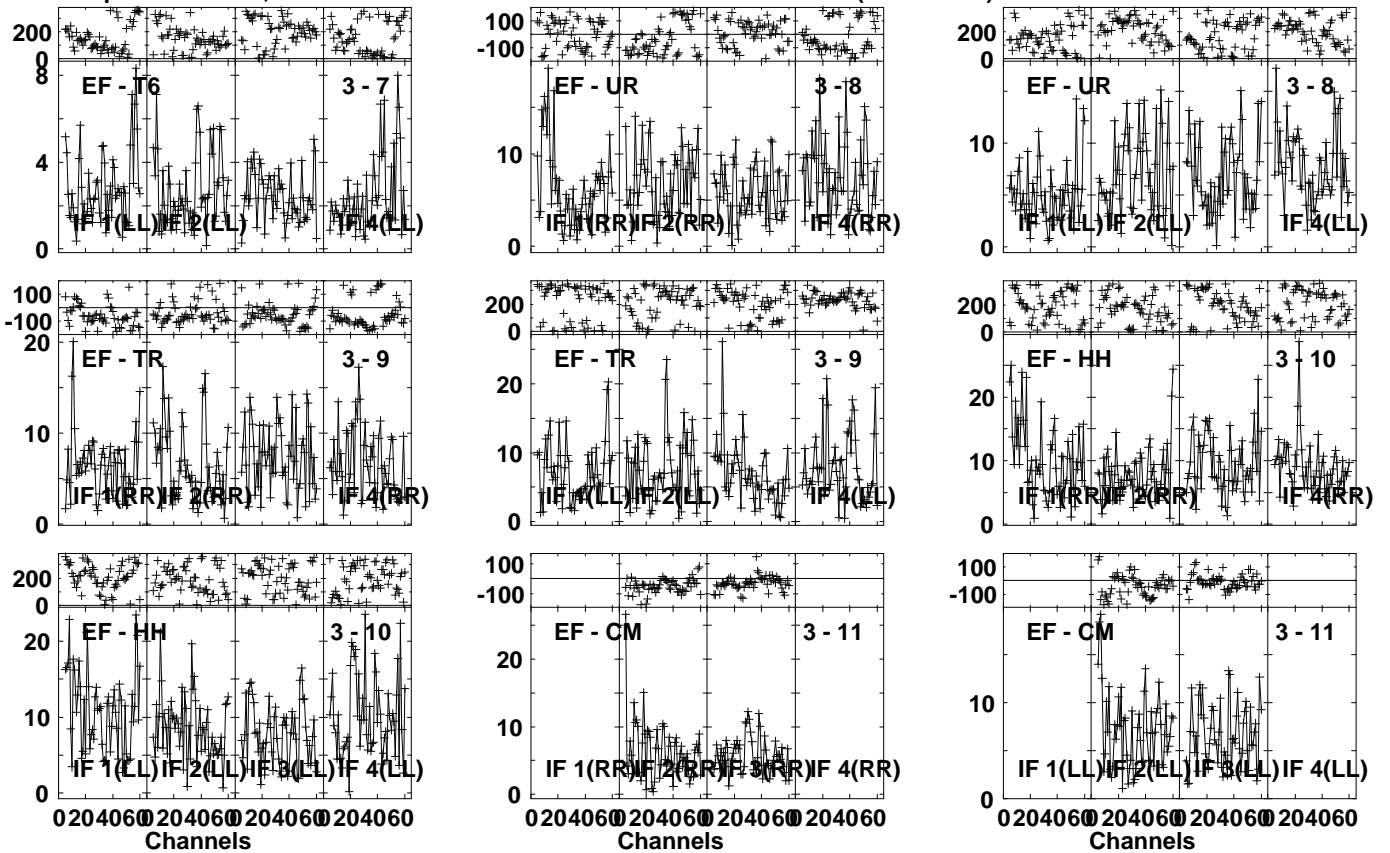 200
0
8
4
0
EF - T6
3 - 7
IF 1(LL)
IF 2(LL)
IF 4(LL)
100
-100
10
0
EF - UR
3 - 8
IF 1(RR)
IF 2(RR)
IF 4(RR)
200
0
10
0
EF - UR
3 - 8
IF 1(LL)
IF 2(LL)
IF 4(LL)
100
-100
20
10
0
EF - TR
3 - 9
IF 1(RR)
IF 2(RR)
IF 4(RR)
200
0
20
10
0
EF - TR
3 - 9
IF 1(LL)
IF 2(LL)
IF 4(LL)
200
0
20
10
0
EF - HH
3 - 10
IF 1(RR)
IF 2(RR)
IF 4(RR)
200
0
20
10
0
EF - HH
3 - 10
IF 1(LL)
IF 2(LL)
IF 3(LL)
IF 4(LL)
0 20 40 60 0 20 40 60 0 20 40 60 0 20 40 60
Channels
100
-100
20
10
0
EF - CM
3 - 11
IF 1(RR)
IF 2(RR)
IF 3(RR)
IF 4(RR)
0 20 40 60 0 20 40 60 0 20 40 60 0 20 40 60
Channels
100
-100
10
0
EF - CM
3 - 11
IF 1(LL)
IF 2(LL)
IF 3(LL)
IF 4(LL)
0 20 40 60 0 20 40 60 0 20 40 60 0 20 40 60
Channels